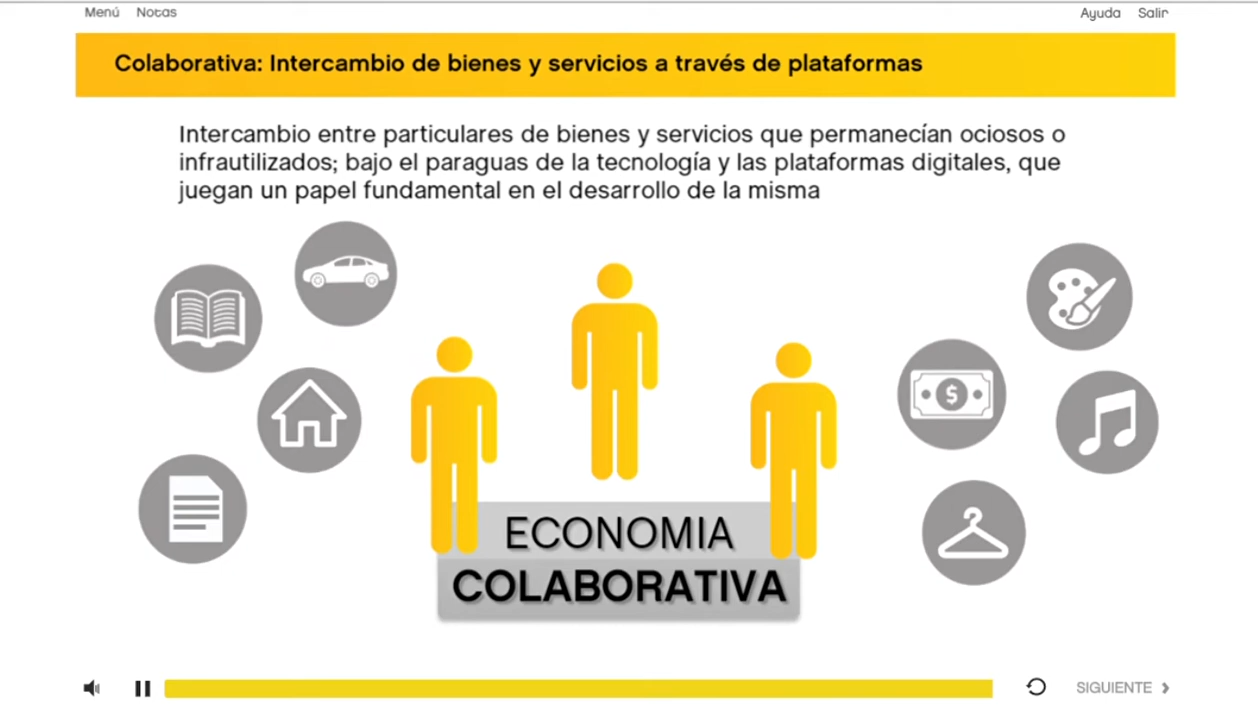 Menú Notas Ayuda Salir
Colaborativa: Intercambio de bienes y servicios a través de plataformas
Intercambio entre particulares de bienes y servicios que permanecían ociosos o
infrautilizados; bajo el paraguas de la tecnología y las plataformas digitales, que
juegan un papel fundamental en el desarrollo de la misma
$
ECONOMIA
COLABORATIVA
SIGUIENTE